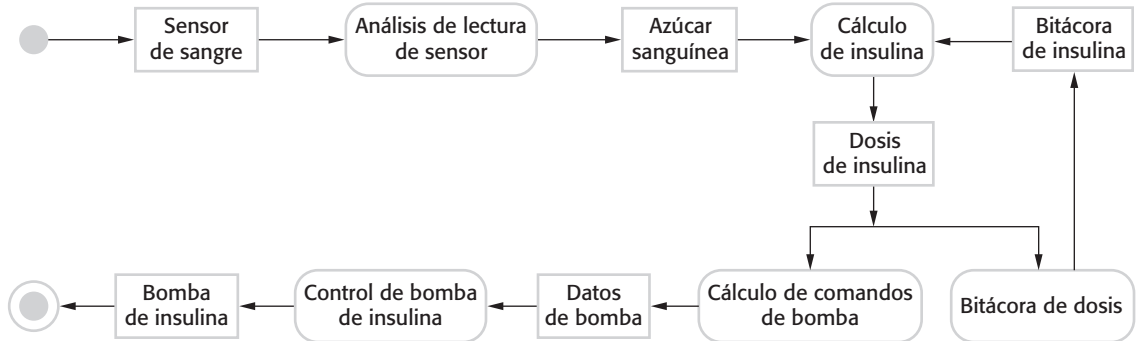 Sensor
de sangre
Análisis de lectura
de sensor
Azúcar
sanguínea
Cálculo
de insulina
Bitácora
de insulina
Dosis
de insulina
Bomba
de insulina
Control de bomba
de insulina
Datos
de bomba
Cálculo de comandos
de bomba
Bitácora de dosis